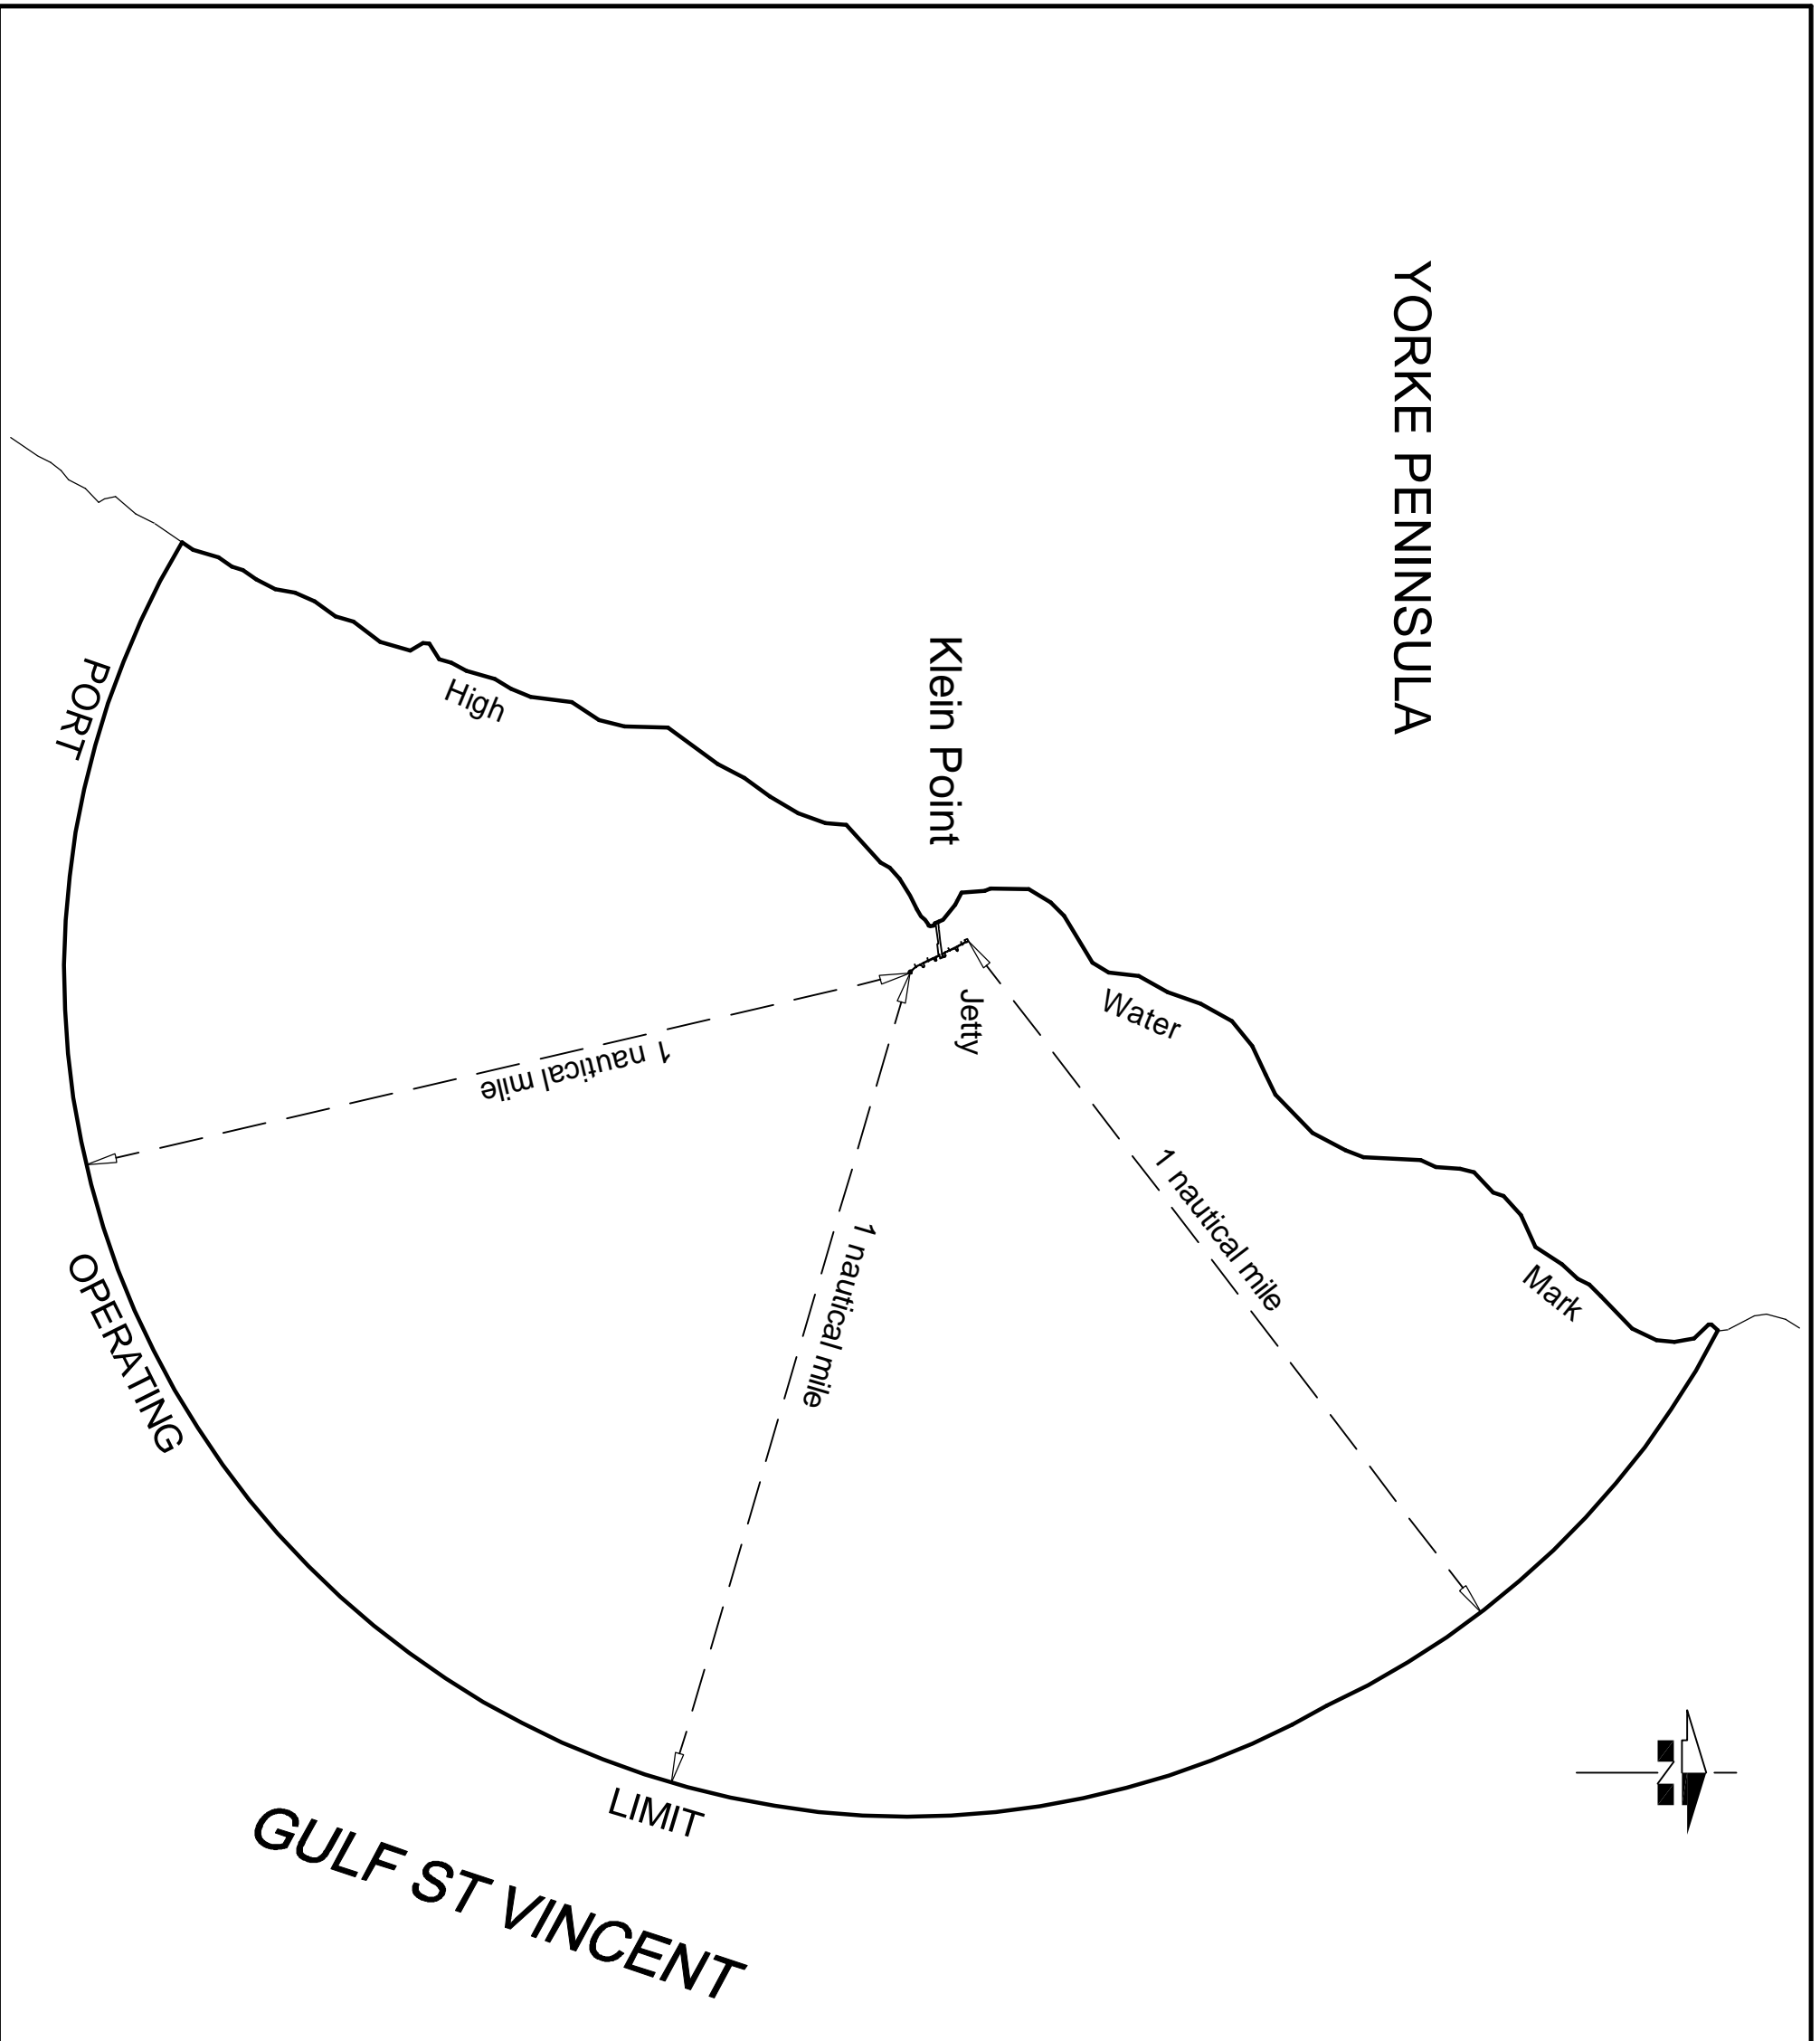 YORKE PENINSULA
Klein Point
Jetty
High
Water
Mark
1 nautical mile
1 nautical mile
1 nautical mile
PORT
OPERATING
LIMIT
GULF ST VINCENT